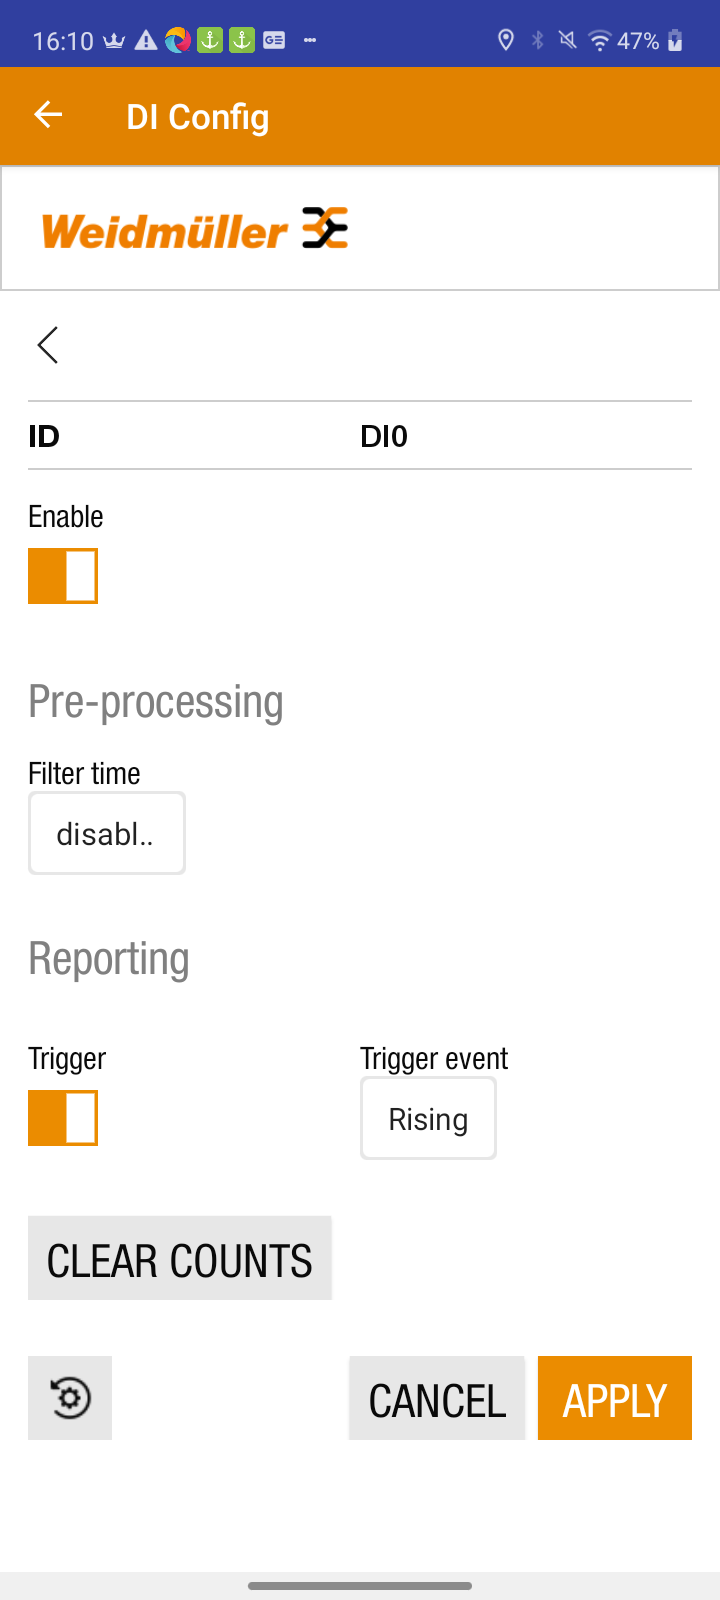 16:10 47%
DI Config
Weidmüller
ID DI0
Enable
Pre-processing
Filter time
disabl..
Reporting
Trigger Trigger event
Rising
CLEAR COUNTS
CANCEL APPLY